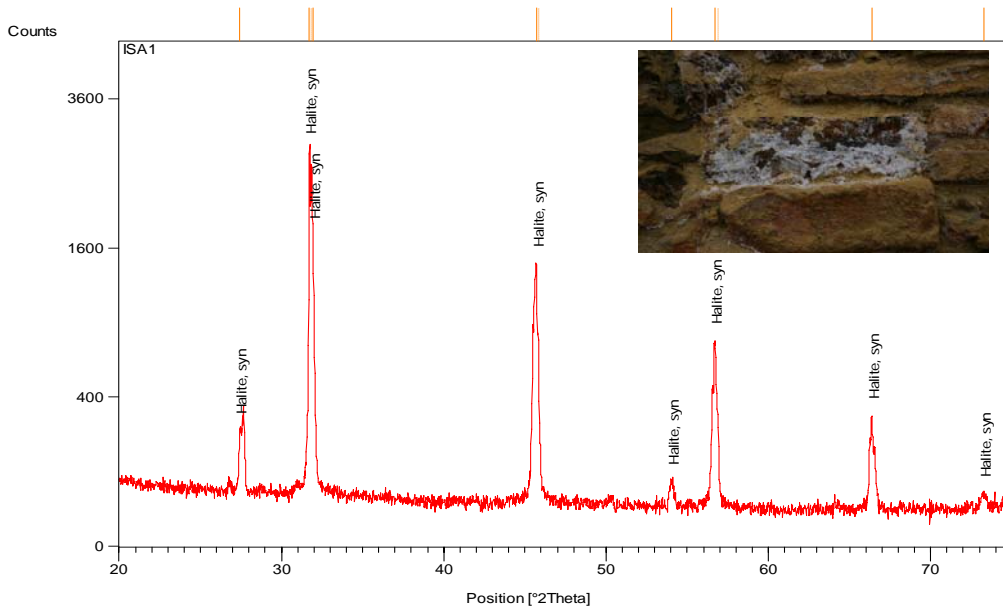 Counts
ISA1
3600
1600
400
0
Halite, syn
Halite, syn
Halite, syn
Halite, syn
Halite, syn
Halite, syn
Halite, syn
Halite, syn
20
30
40
50
60
70
Position [°2Theta]